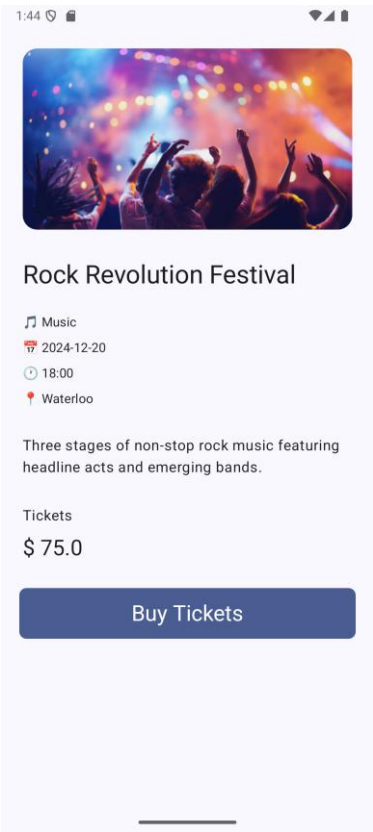 1:44
Rock Revolution Festival
🎵 Music
📅 2024-12-20
🕐 18:00
📍 Waterloo
Three stages of non-stop rock music featuring
headline acts and emerging bands.
Tickets
$ 75.0
Buy Tickets